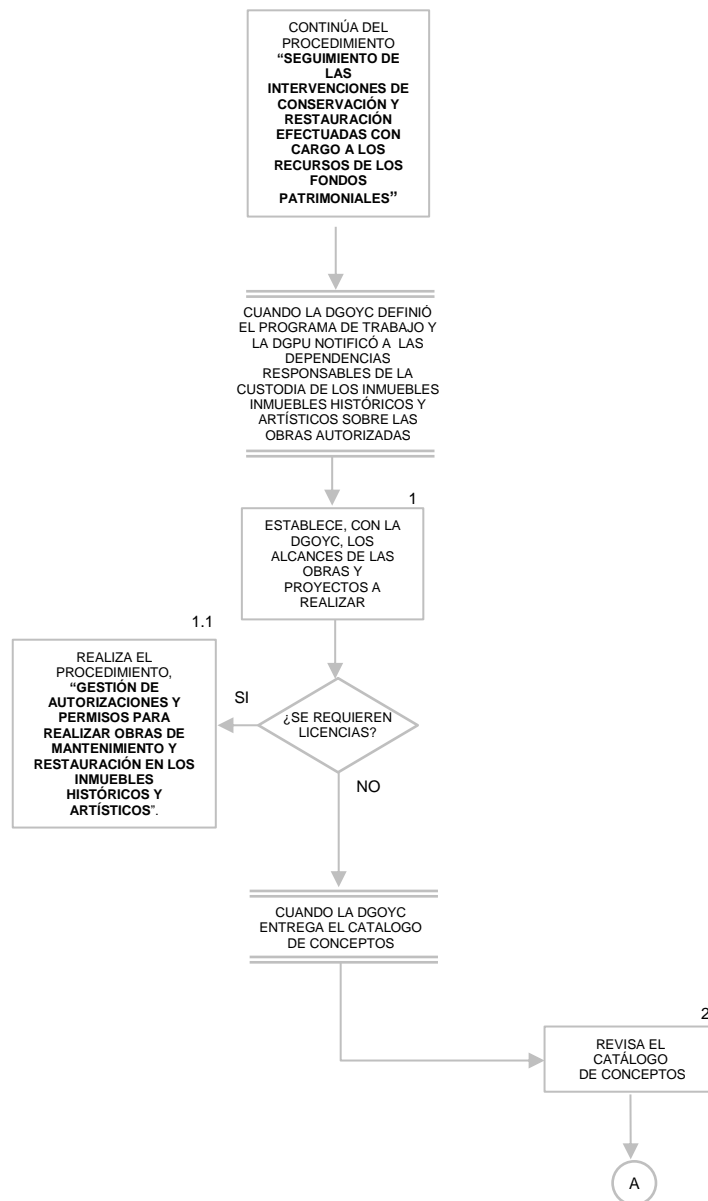 CONTINÚA DEL
PROCEDIMIENTO
“SEGUIMIENTO DE
LAS
INTERVENCIONES DE
CONSERVACIÓN Y
RESTAURACIÓN
EFECTUADAS CON
CARGO A LOS
RECURSOS DE LOS
FONDOS
PATRIMONIALES”
CUANDO LA DGOYC DEFINIÓ
EL PROGRAMA DE TRABAJO Y
LA DGPU NOTIFICÓ A LAS
DEPENDENCIAS
RESPONSABLES DE LA
CUSTODIA DE LOS INMUEBLES
INMUEBLES HISTÓRICOS Y
ARTÍSTICOS SOBRE LAS
OBRAS AUTORIZADAS
1
ESTABLECE, CON LA
DGOYC, LOS
ALCANCES DE LAS
OBRAS Y
PROYECTOS A
REALIZAR
1.1
REALIZA EL
PROCEDIMIENTO,
“GESTIÓN DE
AUTORIZACIONES Y
PERMISOS PARA
REALIZAR OBRAS DE
MANTENIMIENTO Y
RESTAURACIÓN EN LOS
INMUEBLES
HISTÓRICOS Y
ARTÍSTICOS”.
SI
¿SE REQUIEREN
LICENCIAS?
NO
CUANDO LA DGOYC
ENTREGA EL CATALOGO
DE CONCEPTOS
2
REVISA EL
CATÁLOGO
DE CONCEPTOS
A